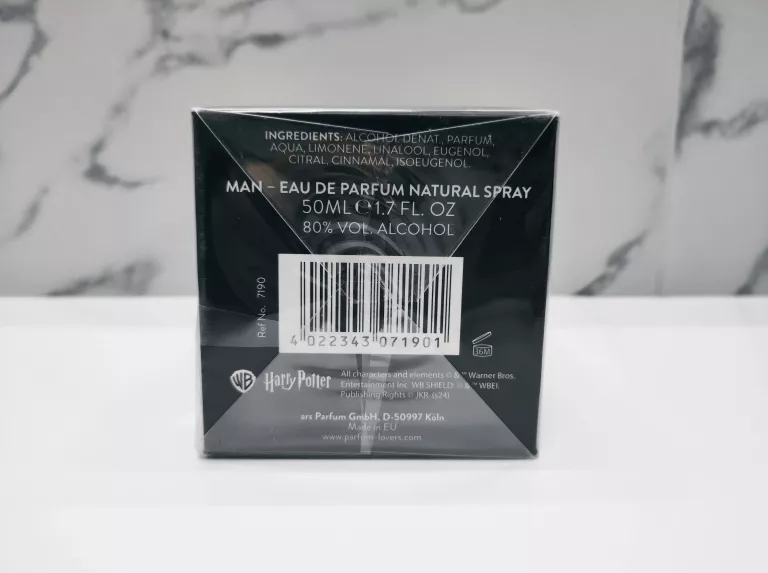 INGREDIENTS: ALCOHOL DENAT., PARFUM,
AQUA, LIMONENE, LINALOOL, EUGENOL,
CITRAL, CINNAMAL, ISOEUGENOL.
MAN – EAU DE PARFUM NATURAL SPRAY
50ML ℮ 1.7 FL. OZ
80% VOL. ALCOHOL
Ref No. 7190
4 022343 071901
36M
WB Harry Potter
All characters and elements © & ™ Warner Bros.
Entertainment Inc. WB SHIELD: © & ™ WBEI.
Publishing Rights © JKR. (s24)
ars Parfum GmbH, D-50997 Köln
Made in EU
www.parfum-lovers.com